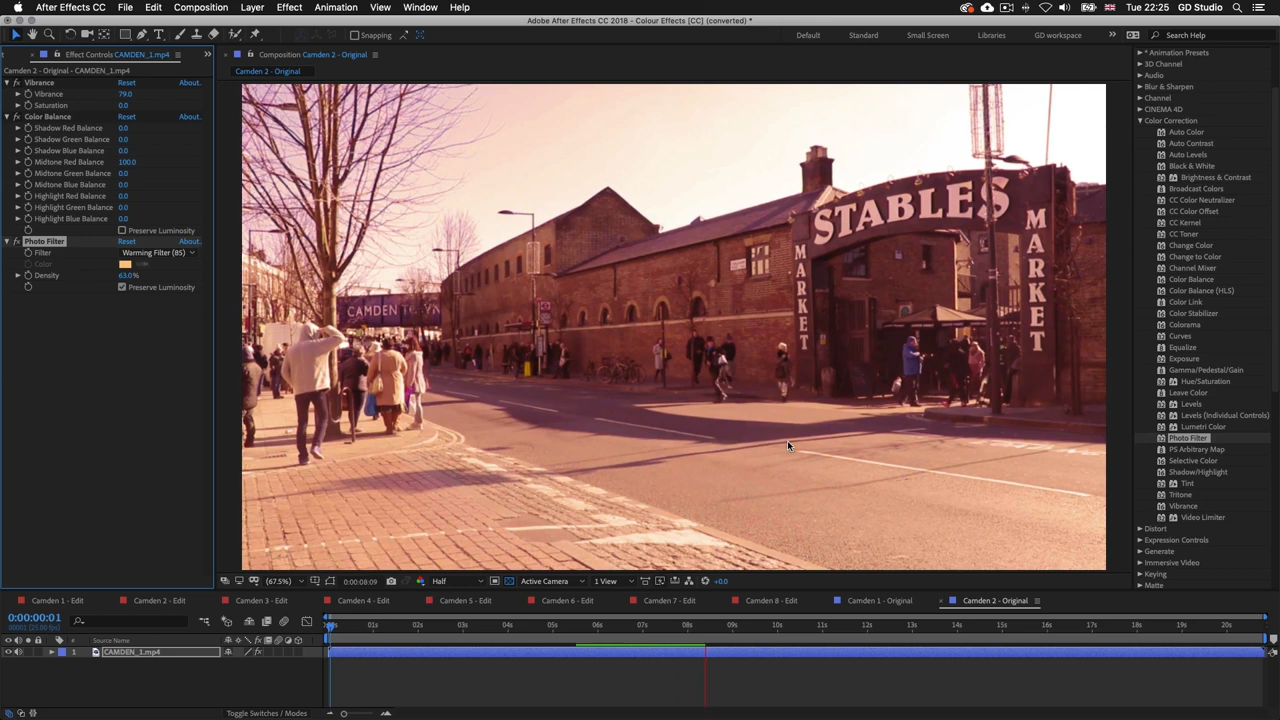 After Effects CC File Edit Composition Layer Effect Animation View Window Help Tue 22:25 GD Studio
Adobe After Effects CC 2018 - Colour Effects [CC] (converted) *
Snapping Default Standard Small Screen Libraries GD workspace Search Help
Effect Controls CAMDEN_1.mp4
Composition Camden 2 - Original
Camden 2 - Original - CAMDEN_1.mp4
Camden 2 - Original
Vibrance Reset About..
Vibrance 79.0
Saturation 0.0
Color Balance Reset About..
Shadow Red Balance 0.0
Shadow Green Balance 0.0
Shadow Blue Balance 0.0
Midtone Red Balance 100.0
Midtone Green Balance 0.0
Midtone Blue Balance 0.0
Highlight Red Balance 0.0
Highlight Green Balance 0.0
Highlight Blue Balance 0.0
Preserve Luminosity
Photo Filter Reset About..
Filter Warming Filter (85)
Color
Density 63.0%
Preserve Luminosity
STABLES
MARKET
MARKET
CAMDEN TOWN
* Animation Presets
3D Channel
Audio
Blur & Sharpen
Channel
CINEMA 4D
Color Correction
Auto Color
Auto Contrast
Auto Levels
Black & White
Brightness & Contrast
Broadcast Colors
CC Color Neutralizer
CC Color Offset
CC Kernel
CC Toner
Change Color
Change to Color
Channel Mixer
Color Balance
Color Balance (HLS)
Color Link
Color Stabilizer
Colorama
Curves
Equalize
Exposure
Gamma/Pedestal/Gain
Hue/Saturation
Leave Color
Levels
Levels (Individual Controls)
Lumetri Color
Photo Filter
PS Arbitrary Map
Selective Color
Shadow/Highlight
Tint
Tritone
Vibrance
Video Limiter
Distort
Expression Controls
Generate
Immersive Video
Keying
Matte
(67.5%) 0:00:08:09 Half Active Camera 1 View +0.0
Camden 1 - Edit Camden 2 - Edit Camden 3 - Edit Camden 4 - Edit Camden 5 - Edit Camden 6 - Edit Camden 7 - Edit Camden 8 - Edit Camden 1 - Original Camden 2 - Original
0:00:00:01
00001 (25.00 fps)
01s 02s 03s 04s 05s 06s 07s 08s 09s 10s 11s 12s 13s 14s 15s 16s 17s 18s 19s 20s
# Source Name
1 CAMDEN_1.mp4
Toggle Switches / Modes